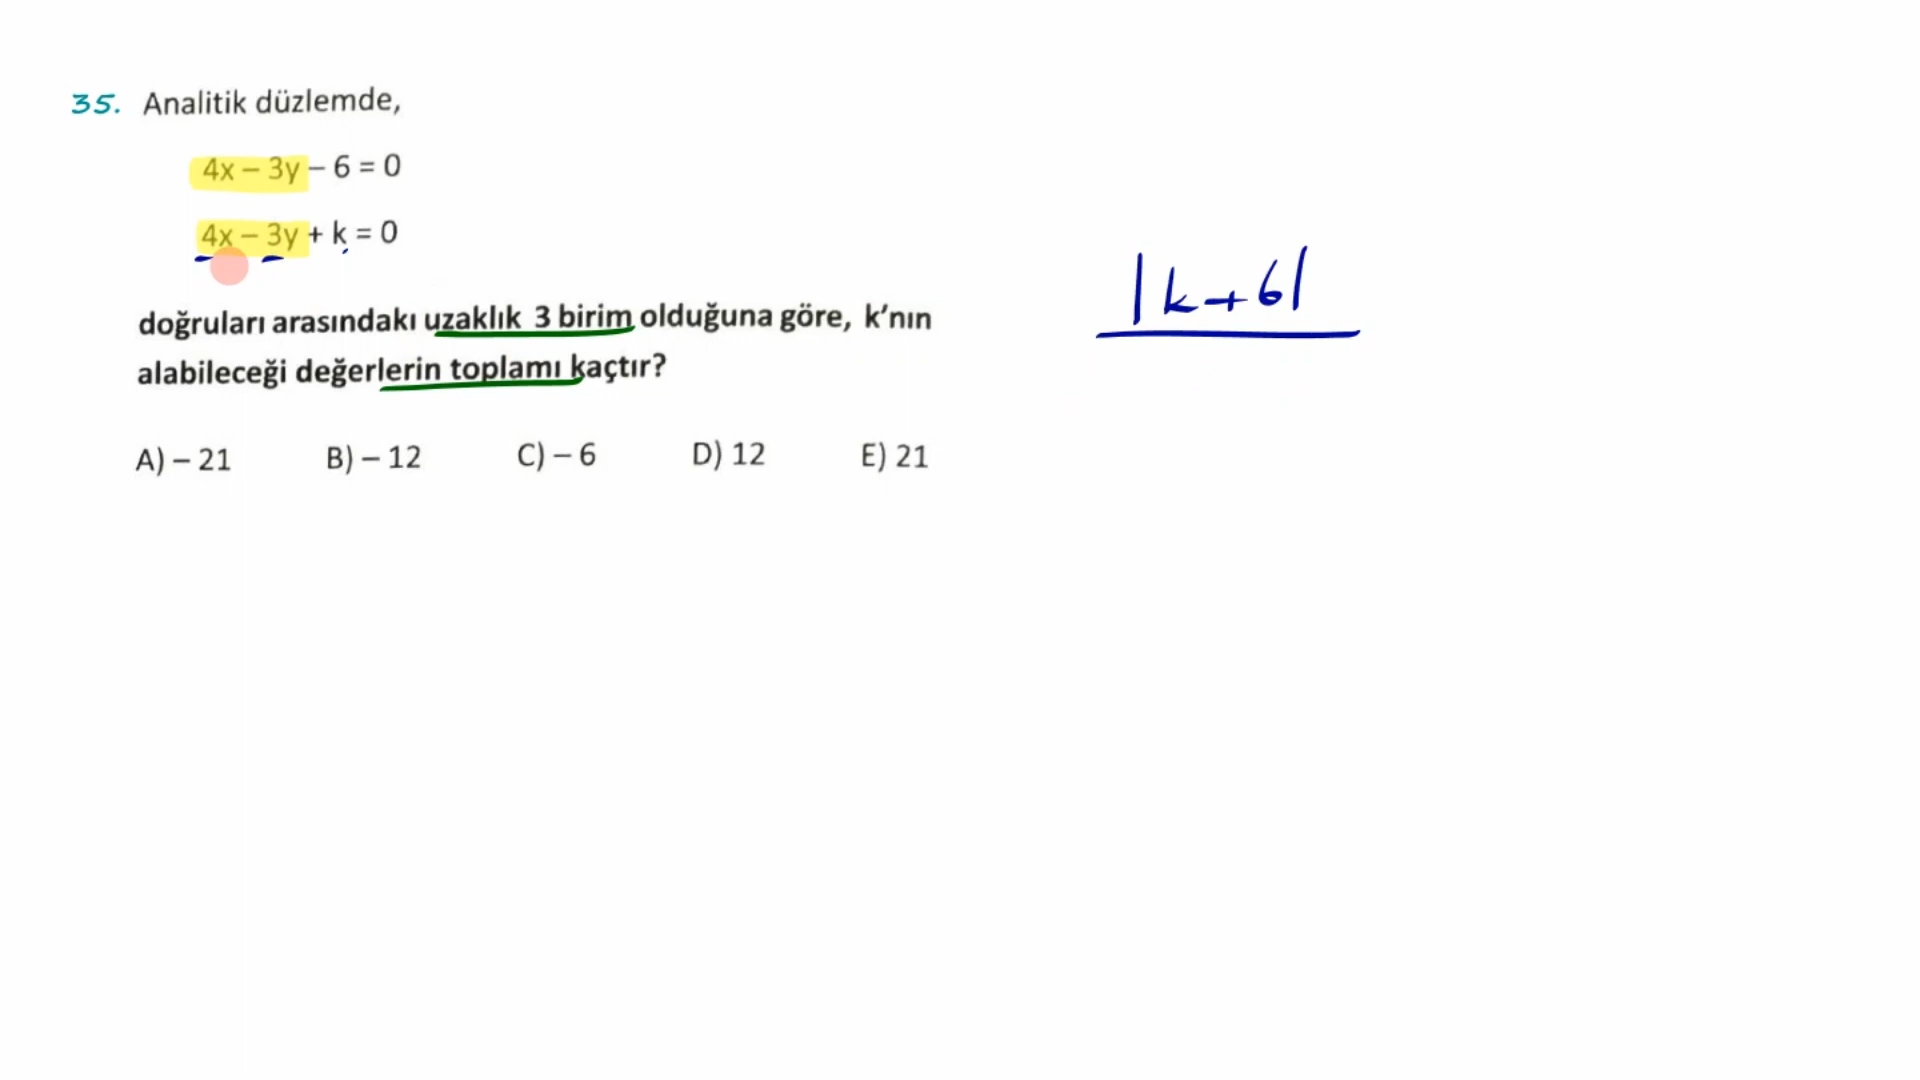 35. Analitik düzlemde,
4x – 3y – 6 = 0
4x – 3y + k = 0
doğruları arasındakı uzaklık 3 birim olduğuna göre, k'nın
alabileceği değerlerin toplamı kaçtır?
A) – 21 B) – 12 C) – 6 D) 12 E) 21
|k+6|